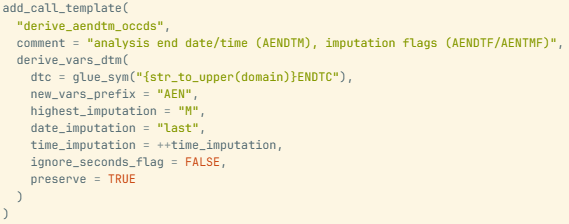 add_call_template(
  "derive_aendtm_occds",
  comment = "analysis end date/time (AENDTM), imputation flags (AENDTF/AENTMF)",
  derive_vars_dtm(
    dtc = glue_sym("{str_to_upper(domain)}ENDTC"),
    new_vars_prefix = "AEN",
    highest_imputation = "M",
    date_imputation = "last",
    time_imputation = ++time_imputation,
    ignore_seconds_flag = FALSE,
    preserve = TRUE
  )
)